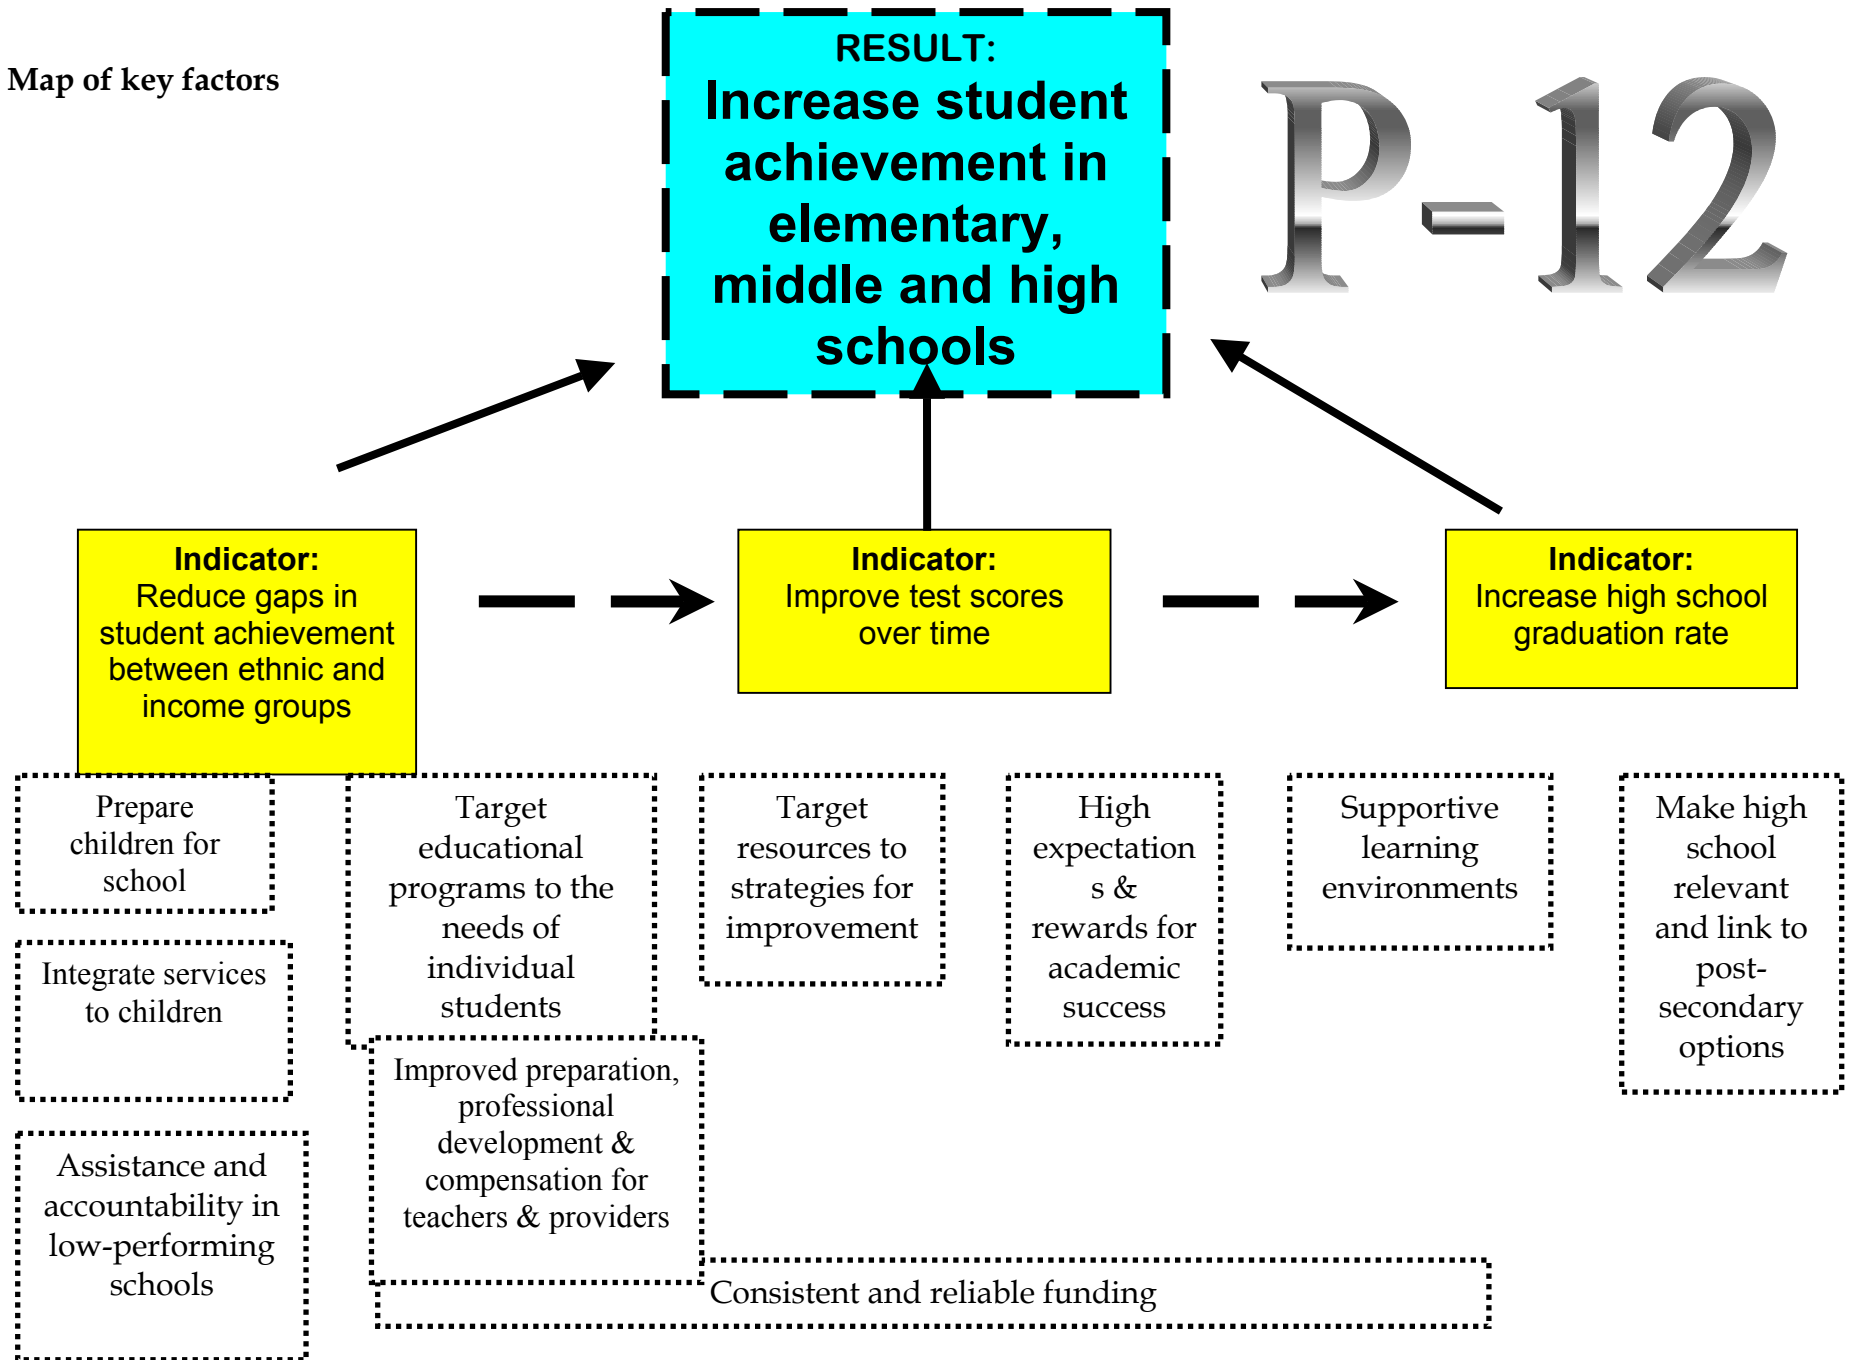 Map of key factors
RESULT:
Increase student
achievement in
elementary,
middle and high
schools
P-12
Indicator:
Reduce gaps in
student achievement
between ethnic and
income groups
Indicator:
Improve test scores
over time
Indicator:
Increase high school
graduation rate
Prepare
children for
school
Target
educational
programs to the
needs of
individual
students
Target
resources to
strategies for
improvement
High
expectation
s &
rewards for
academic
success
Supportive
learning
environments
Make high
school
relevant
and link to
post-
secondary
options
Integrate services
to children
Improved preparation,
professional
development &
compensation for
teachers & providers
Assistance and
accountability in
low-performing
schools
Consistent and reliable funding